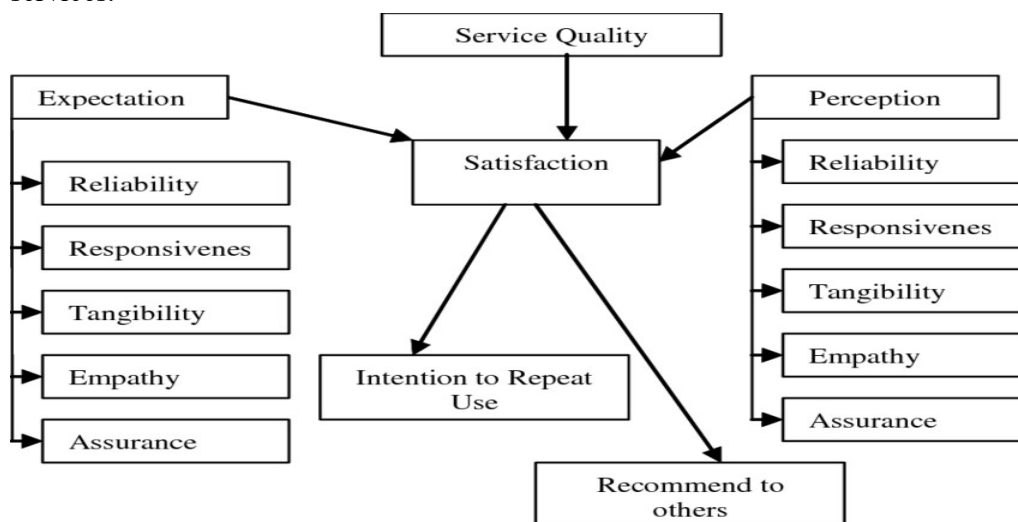 Service Quality
Expectation
Perception
Satisfaction
Reliability
Responsivenes
Tangibility
Empathy
Assurance
Reliability
Responsivenes
Tangibility
Empathy
Assurance
Intention to Repeat
Use
Recommend to
others